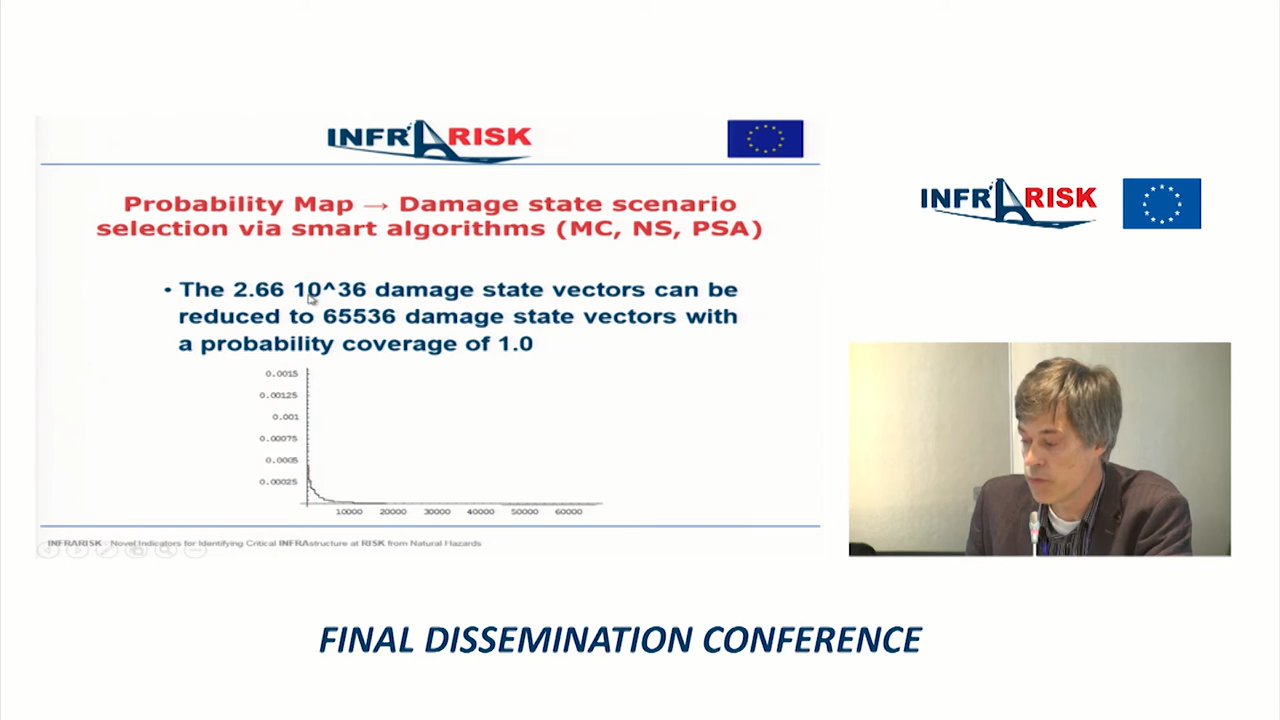 INFRARISK
Probability Map → Damage state scenario
selection via smart algorithms (MC, NS, PSA)
• The 2.66 10^36 damage state vectors can be
reduced to 65536 damage state vectors with
a probability coverage of 1.0
0.0015
0.00125
0.001
0.00075
0.0005
0.00025
10000 20000 30000 40000 50000 60000
INFRARISK - Novel Indicators for Identifying Critical INFRAstructure at RISK from Natural Hazards
INFRARISK
FINAL DISSEMINATION CONFERENCE